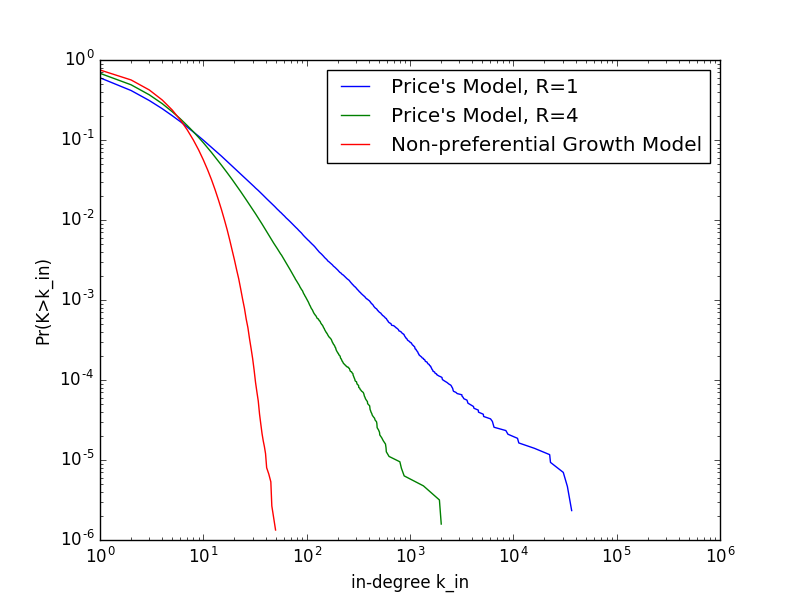 10^0
10^-1
10^-2
10^-3
10^-4
10^-5
10^-6
Pr(K>k_in)
Price's Model, R=1
Price's Model, R=4
Non-preferential Growth Model
10^0
10^1
10^2
10^3
10^4
10^5
10^6
in-degree k_in